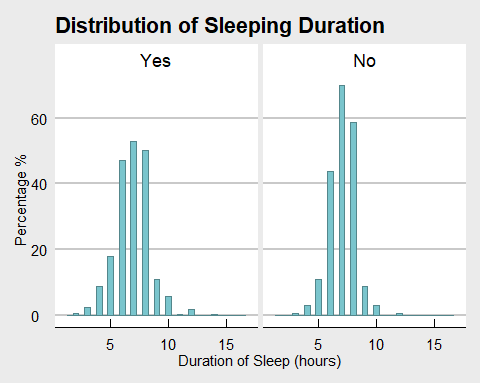 Distribution of Sleeping Duration
Yes
No
Percentage %
60
40
20
0
5
10
15
5
10
15
Duration of Sleep (hours)